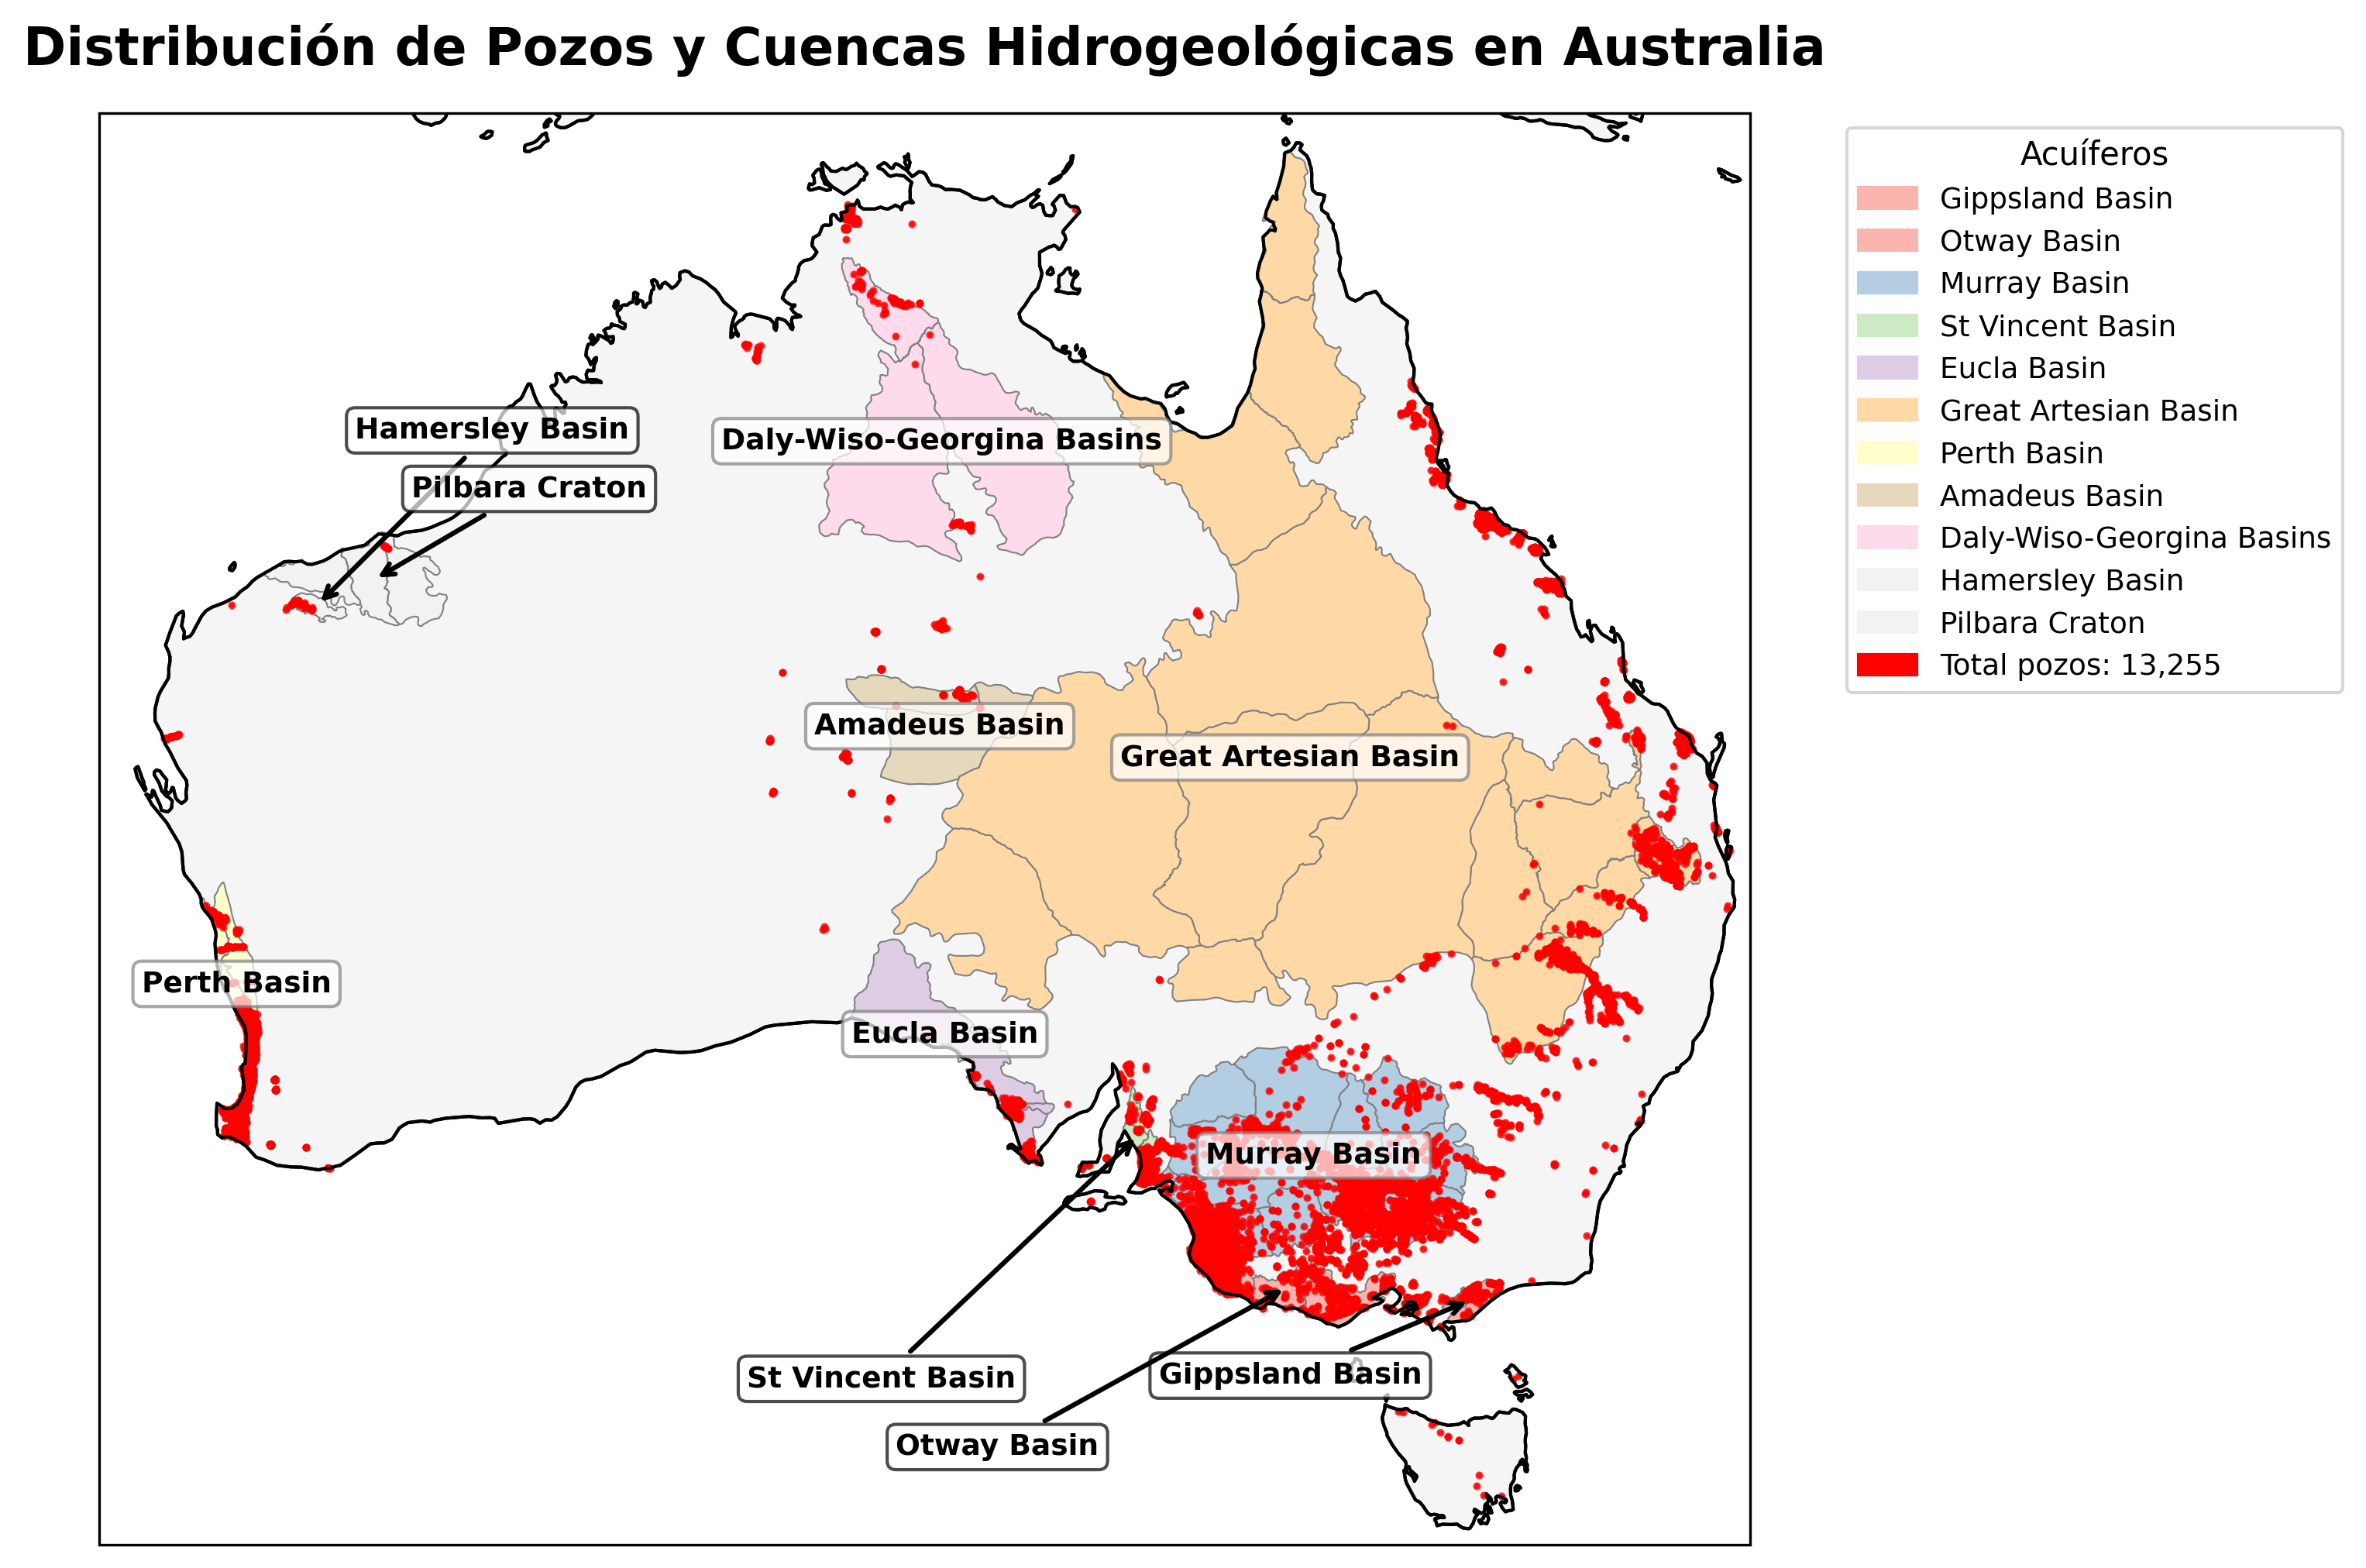 Distribución de Pozos y Cuencas Hidrogeológicas en Australia
Acuíferos
Gippsland Basin
Otway Basin
Murray Basin
St Vincent Basin
Eucla Basin
Great Artesian Basin
Perth Basin
Amadeus Basin
Daly-Wiso-Georgina Basins
Hamersley Basin
Pilbara Craton
Total pozos: 13,255
Hamersley Basin
Daly-Wiso-Georgina Basins
Pilbara Craton
Amadeus Basin
Great Artesian Basin
Perth Basin
Eucla Basin
Murray Basin
St Vincent Basin
Gippsland Basin
Otway Basin